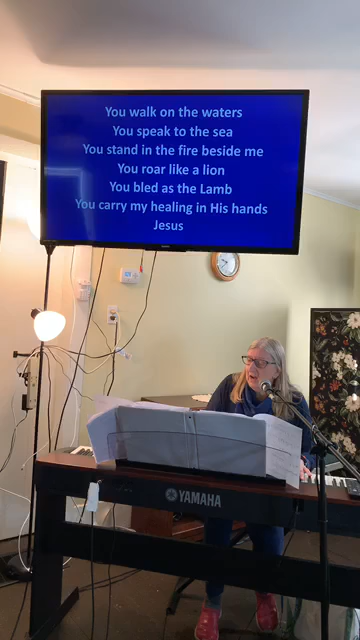 You walk on the waters
You speak to the sea
You stand in the fire beside me
You roar like a lion
You bled as the Lamb
You carry my healing in His hands
Jesus
YAMAHA